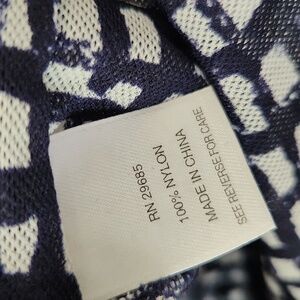 RN 29685
100% NYLON
MADE IN CHINA
SEE REVERSE FOR CARE